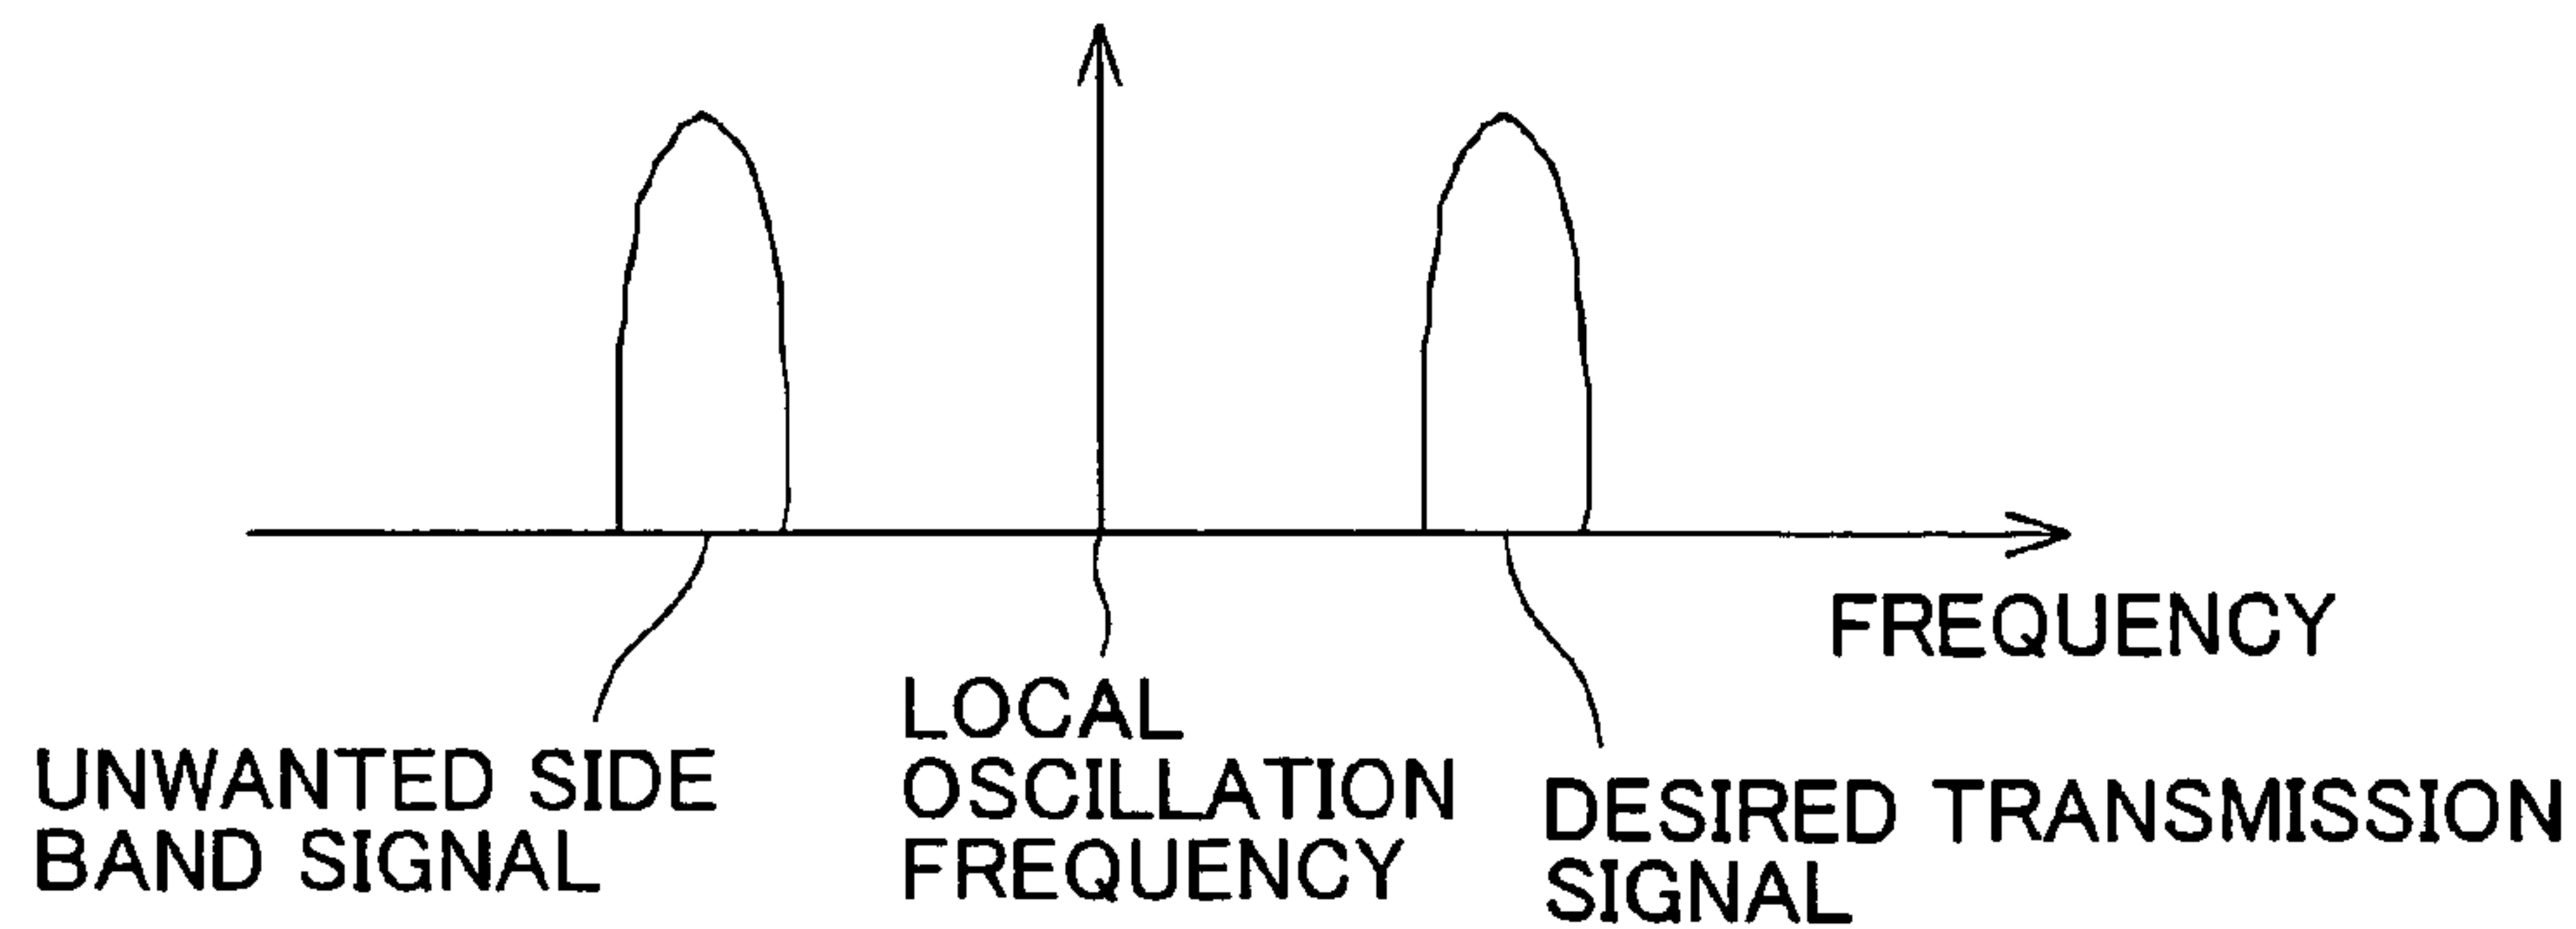 FREQUENCY
UNWANTED SIDE
BAND SIGNAL
LOCAL
OSCILLATION
FREQUENCY
DESIRED TRANSMISSION
SIGNAL